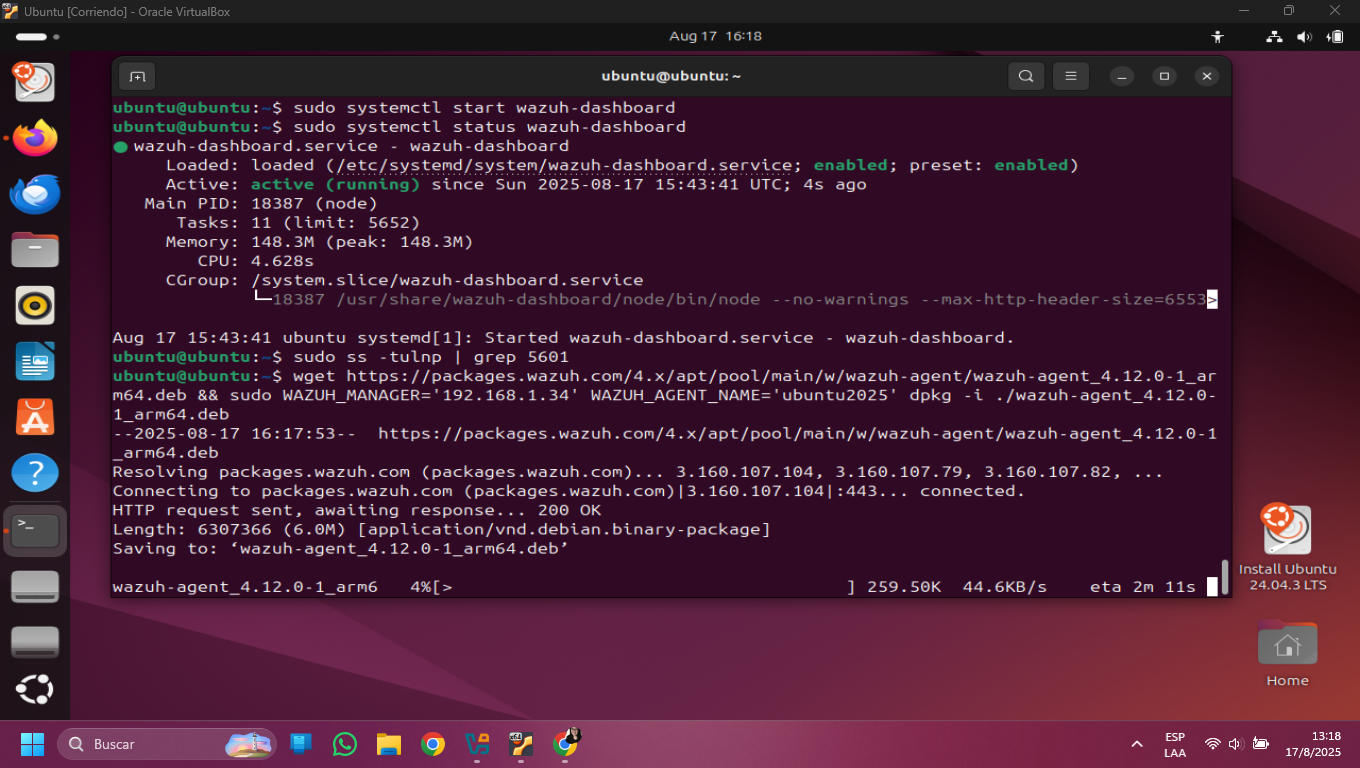 Ubuntu [Corriendo] - Oracle VirtualBox
Aug 17 16:18
ubuntu@ubuntu: ~
ubuntu@ubuntu:~$ sudo systemctl start wazuh-dashboard
ubuntu@ubuntu:~$ sudo systemctl status wazuh-dashboard
● wazuh-dashboard.service - wazuh-dashboard
Loaded: loaded (/etc/systemd/system/wazuh-dashboard.service; enabled; preset: enabled)
Active: active (running) since Sun 2025-08-17 15:43:41 UTC; 4s ago
Main PID: 18387 (node)
Tasks: 11 (limit: 5652)
Memory: 148.3M (peak: 148.3M)
CPU: 4.628s
CGroup: /system.slice/wazuh-dashboard.service
└─18387 /usr/share/wazuh-dashboard/node/bin/node --no-warnings --max-http-header-size=6553>
Aug 17 15:43:41 ubuntu systemd[1]: Started wazuh-dashboard.service - wazuh-dashboard.
ubuntu@ubuntu:~$ sudo ss -tulnp | grep 5601
ubuntu@ubuntu:~$ wget https://packages.wazuh.com/4.x/apt/pool/main/w/wazuh-agent/wazuh-agent_4.12.0-1_ar
m64.deb && sudo WAZUH_MANAGER='192.168.1.34' WAZUH_AGENT_NAME='ubuntu2025' dpkg -i ./wazuh-agent_4.12.0-
1_arm64.deb
--2025-08-17 16:17:53-- https://packages.wazuh.com/4.x/apt/pool/main/w/wazuh-agent/wazuh-agent_4.12.0-1
_arm64.deb
Resolving packages.wazuh.com (packages.wazuh.com)... 3.160.107.104, 3.160.107.79, 3.160.107.82, ...
Connecting to packages.wazuh.com (packages.wazuh.com)|3.160.107.104|:443... connected.
HTTP request sent, awaiting response... 200 OK
Length: 6307366 (6.0M) [application/vnd.debian.binary-package]
Saving to: ‘wazuh-agent_4.12.0-1_arm64.deb’
wazuh-agent_4.12.0-1_arm6 4%[> ] 259.50K 44.6KB/s eta 2m 11s
Install Ubuntu
24.04.3 LTS
Home
Buscar
ESP
LAA
13:18
17/8/2025